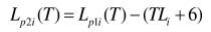 L_{p2i}(T) = L_{p1i}(T) − (TL_i + 6)